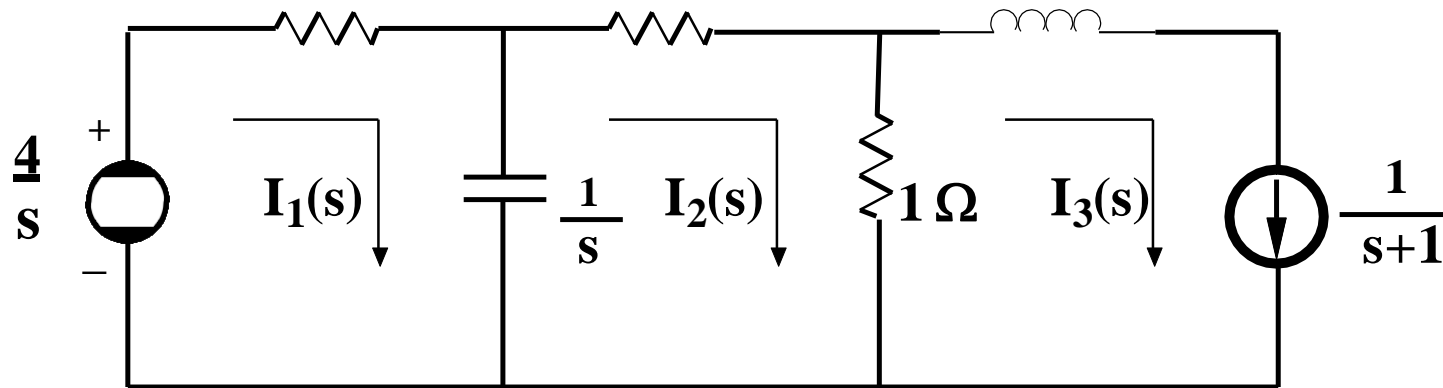 +
4/s
−
I₁(s)
1/s
I₂(s)
1 Ω
I₃(s)
1/(s+1)